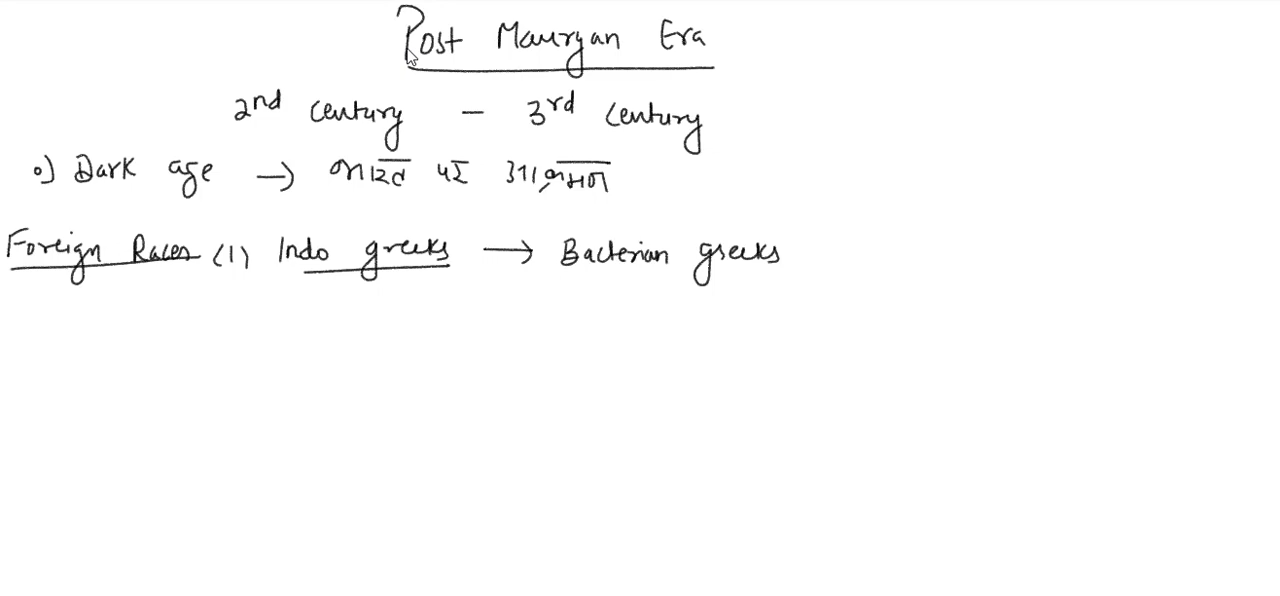 Post Mauryan Era
2nd century - 3rd century
०) Dark age → भारत पर आक्रमण
Foreign Races (1) Indo greeks → Bacterian greeks